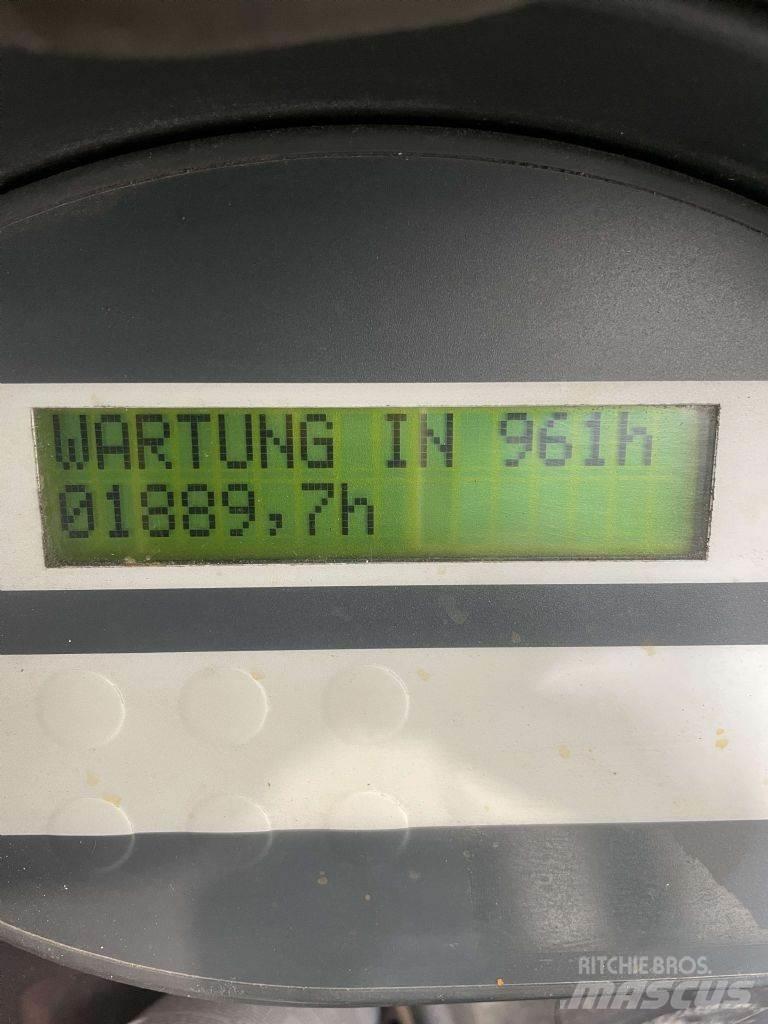 WARTUNG IN 961h
01889,7h
RITCHIE BROS.
MASCUS